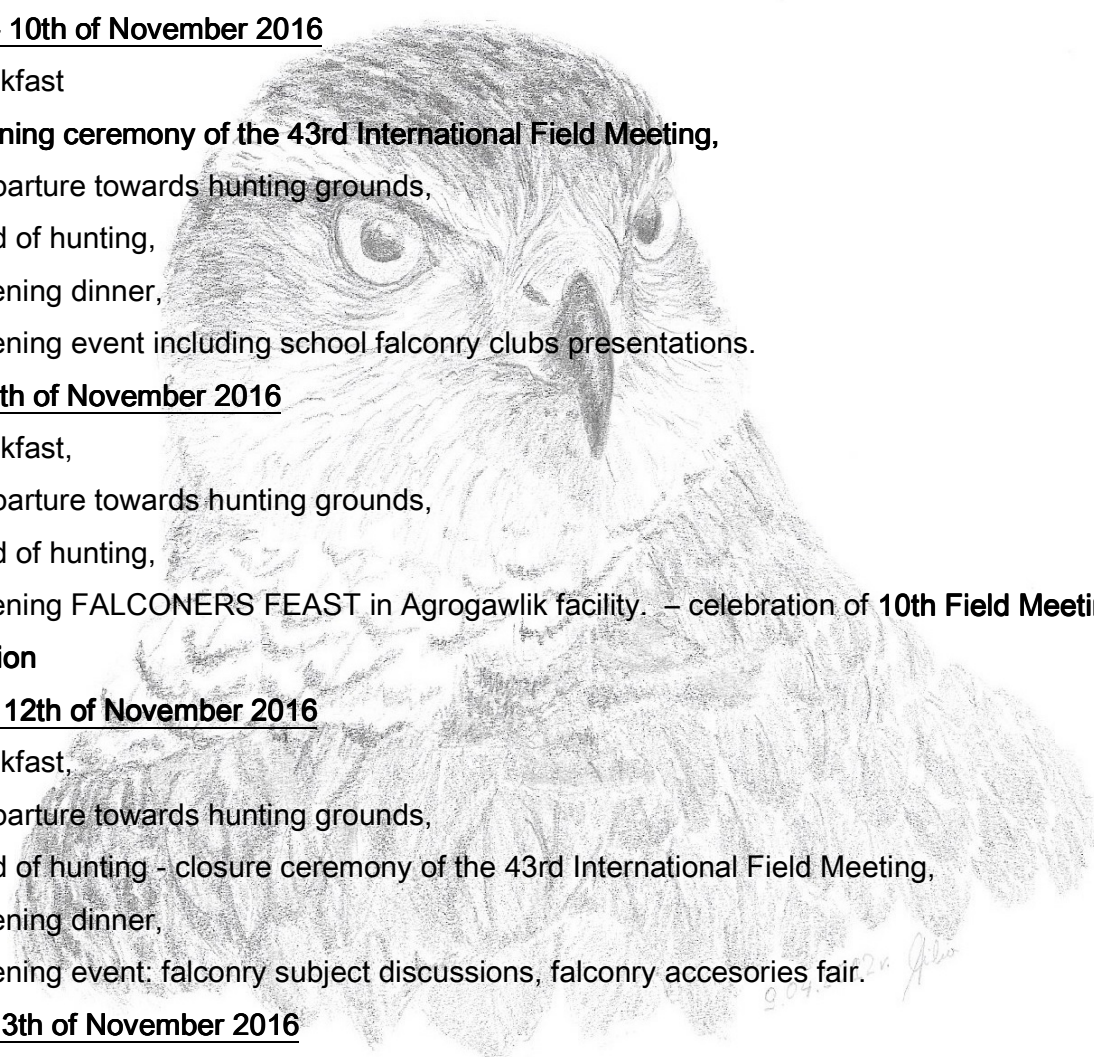 - 10th of November 2016
kfast
ning ceremony of the 43rd International Field Meeting,
parture towards hunting grounds,
d of hunting,
ening dinner,
ening event including school falconry clubs presentations.
th of November 2016
kfast,
parture towards hunting grounds,
d of hunting,
ening FALCONERS FEAST in Agrogawlik facility. – celebration of 10th Field Meeti
ion
12th of November 2016
kfast,
parture towards hunting grounds,
d of hunting - closure ceremony of the 43rd International Field Meeting,
ening dinner,
ening event: falconry subject discussions, falconry accesories fair.
3th of November 2016